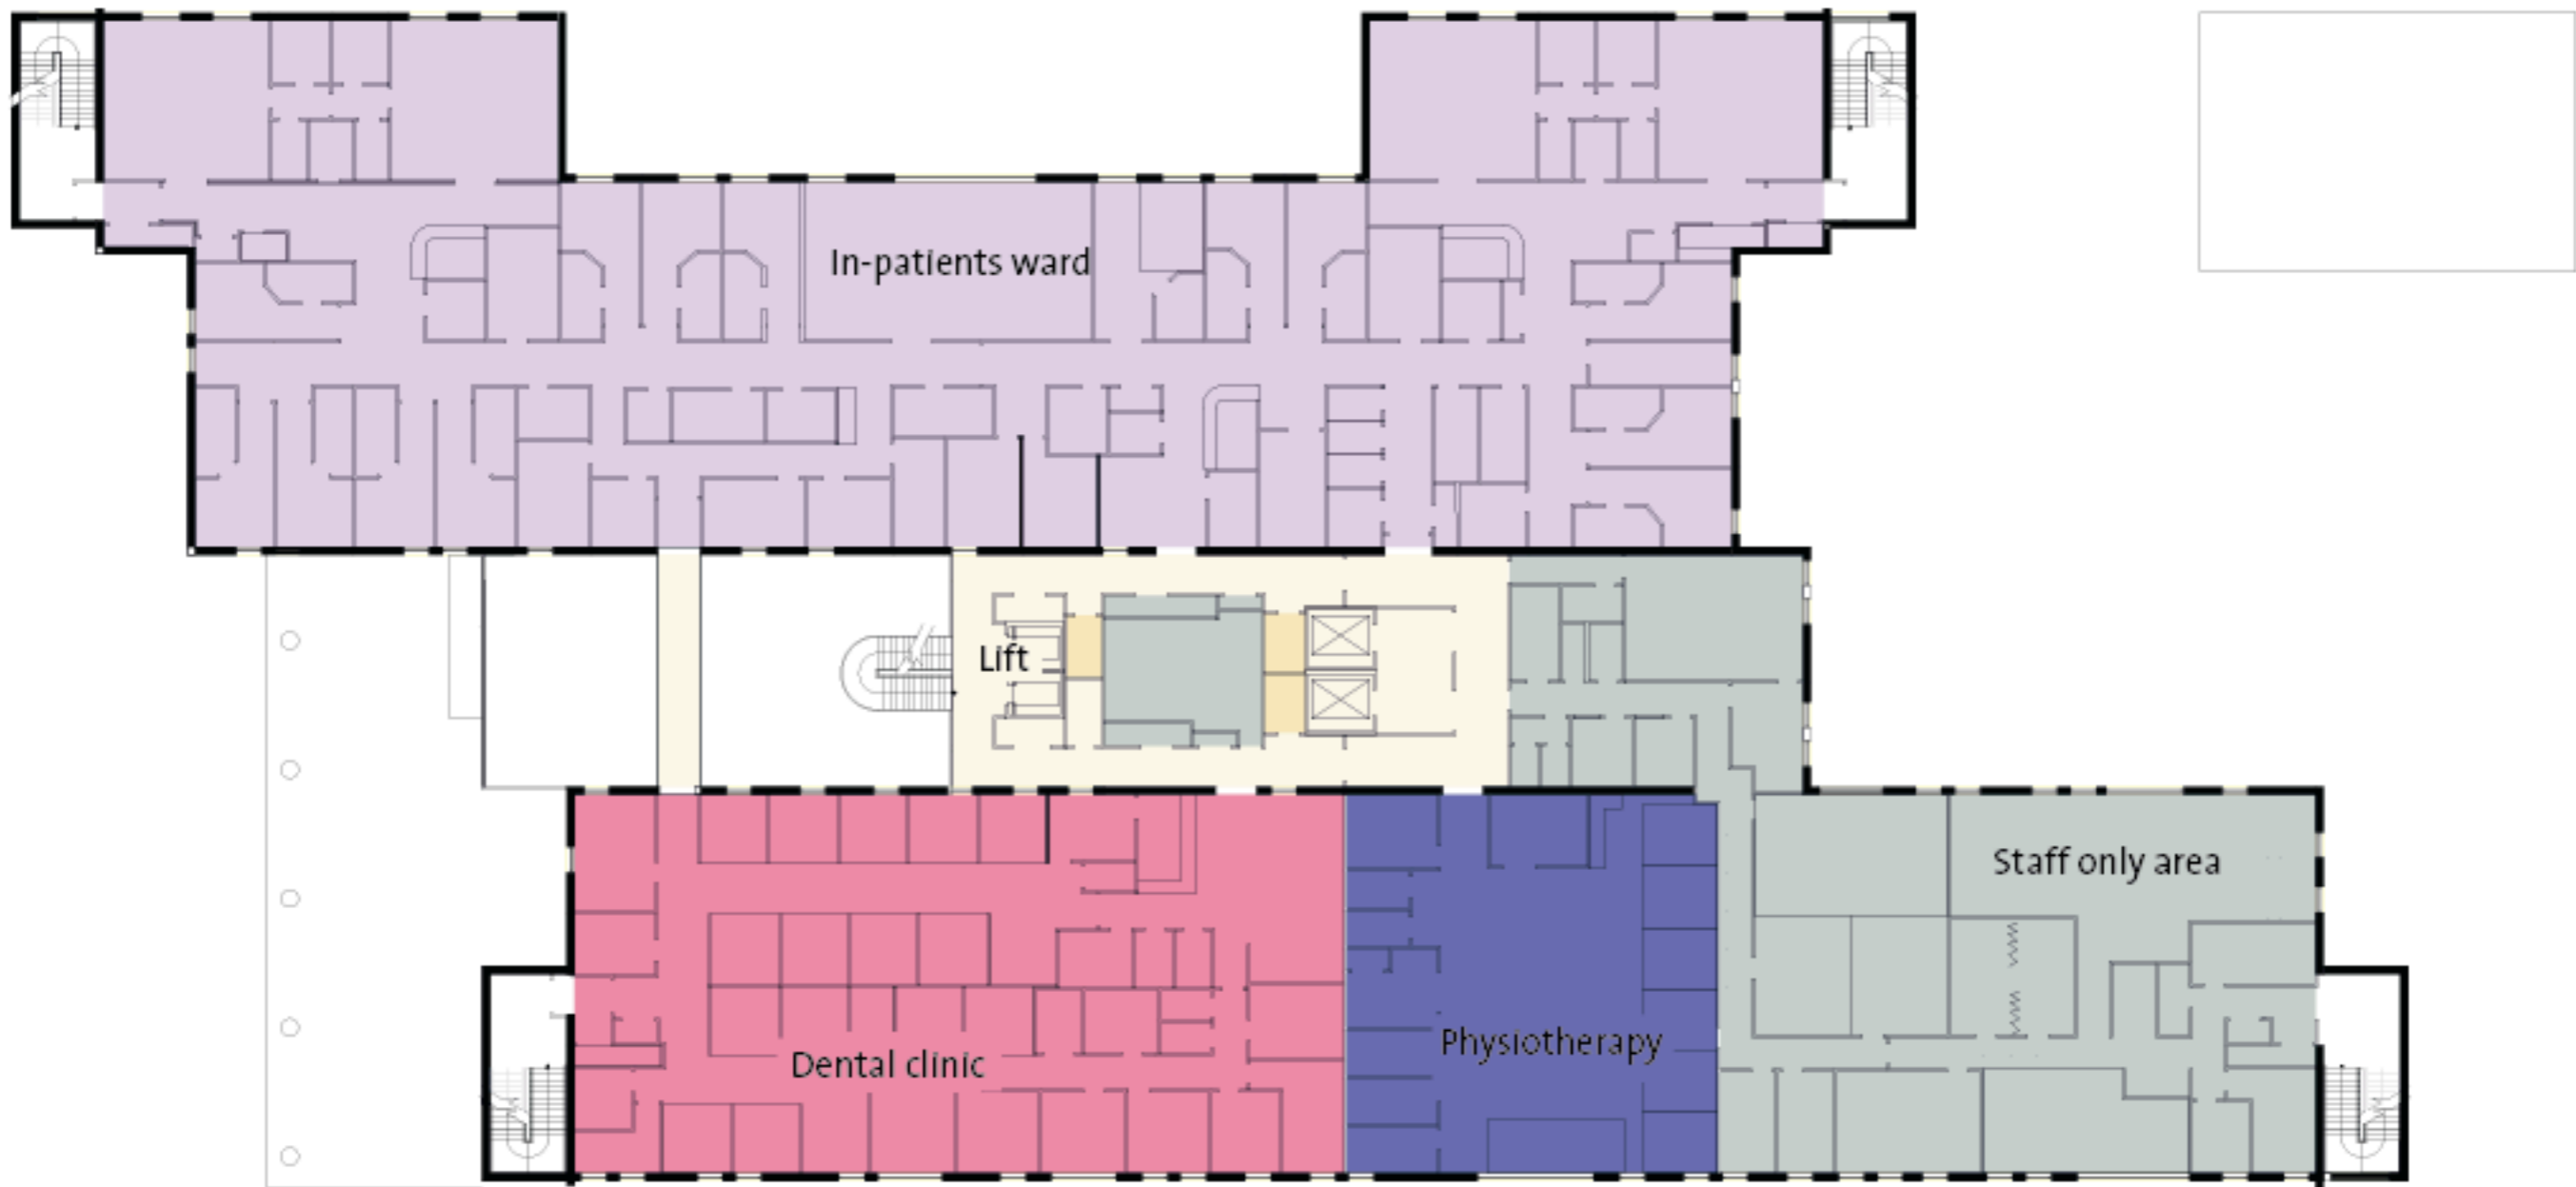 In-patients ward
Lift
Staff only area
Physiotherapy
Dental clinic